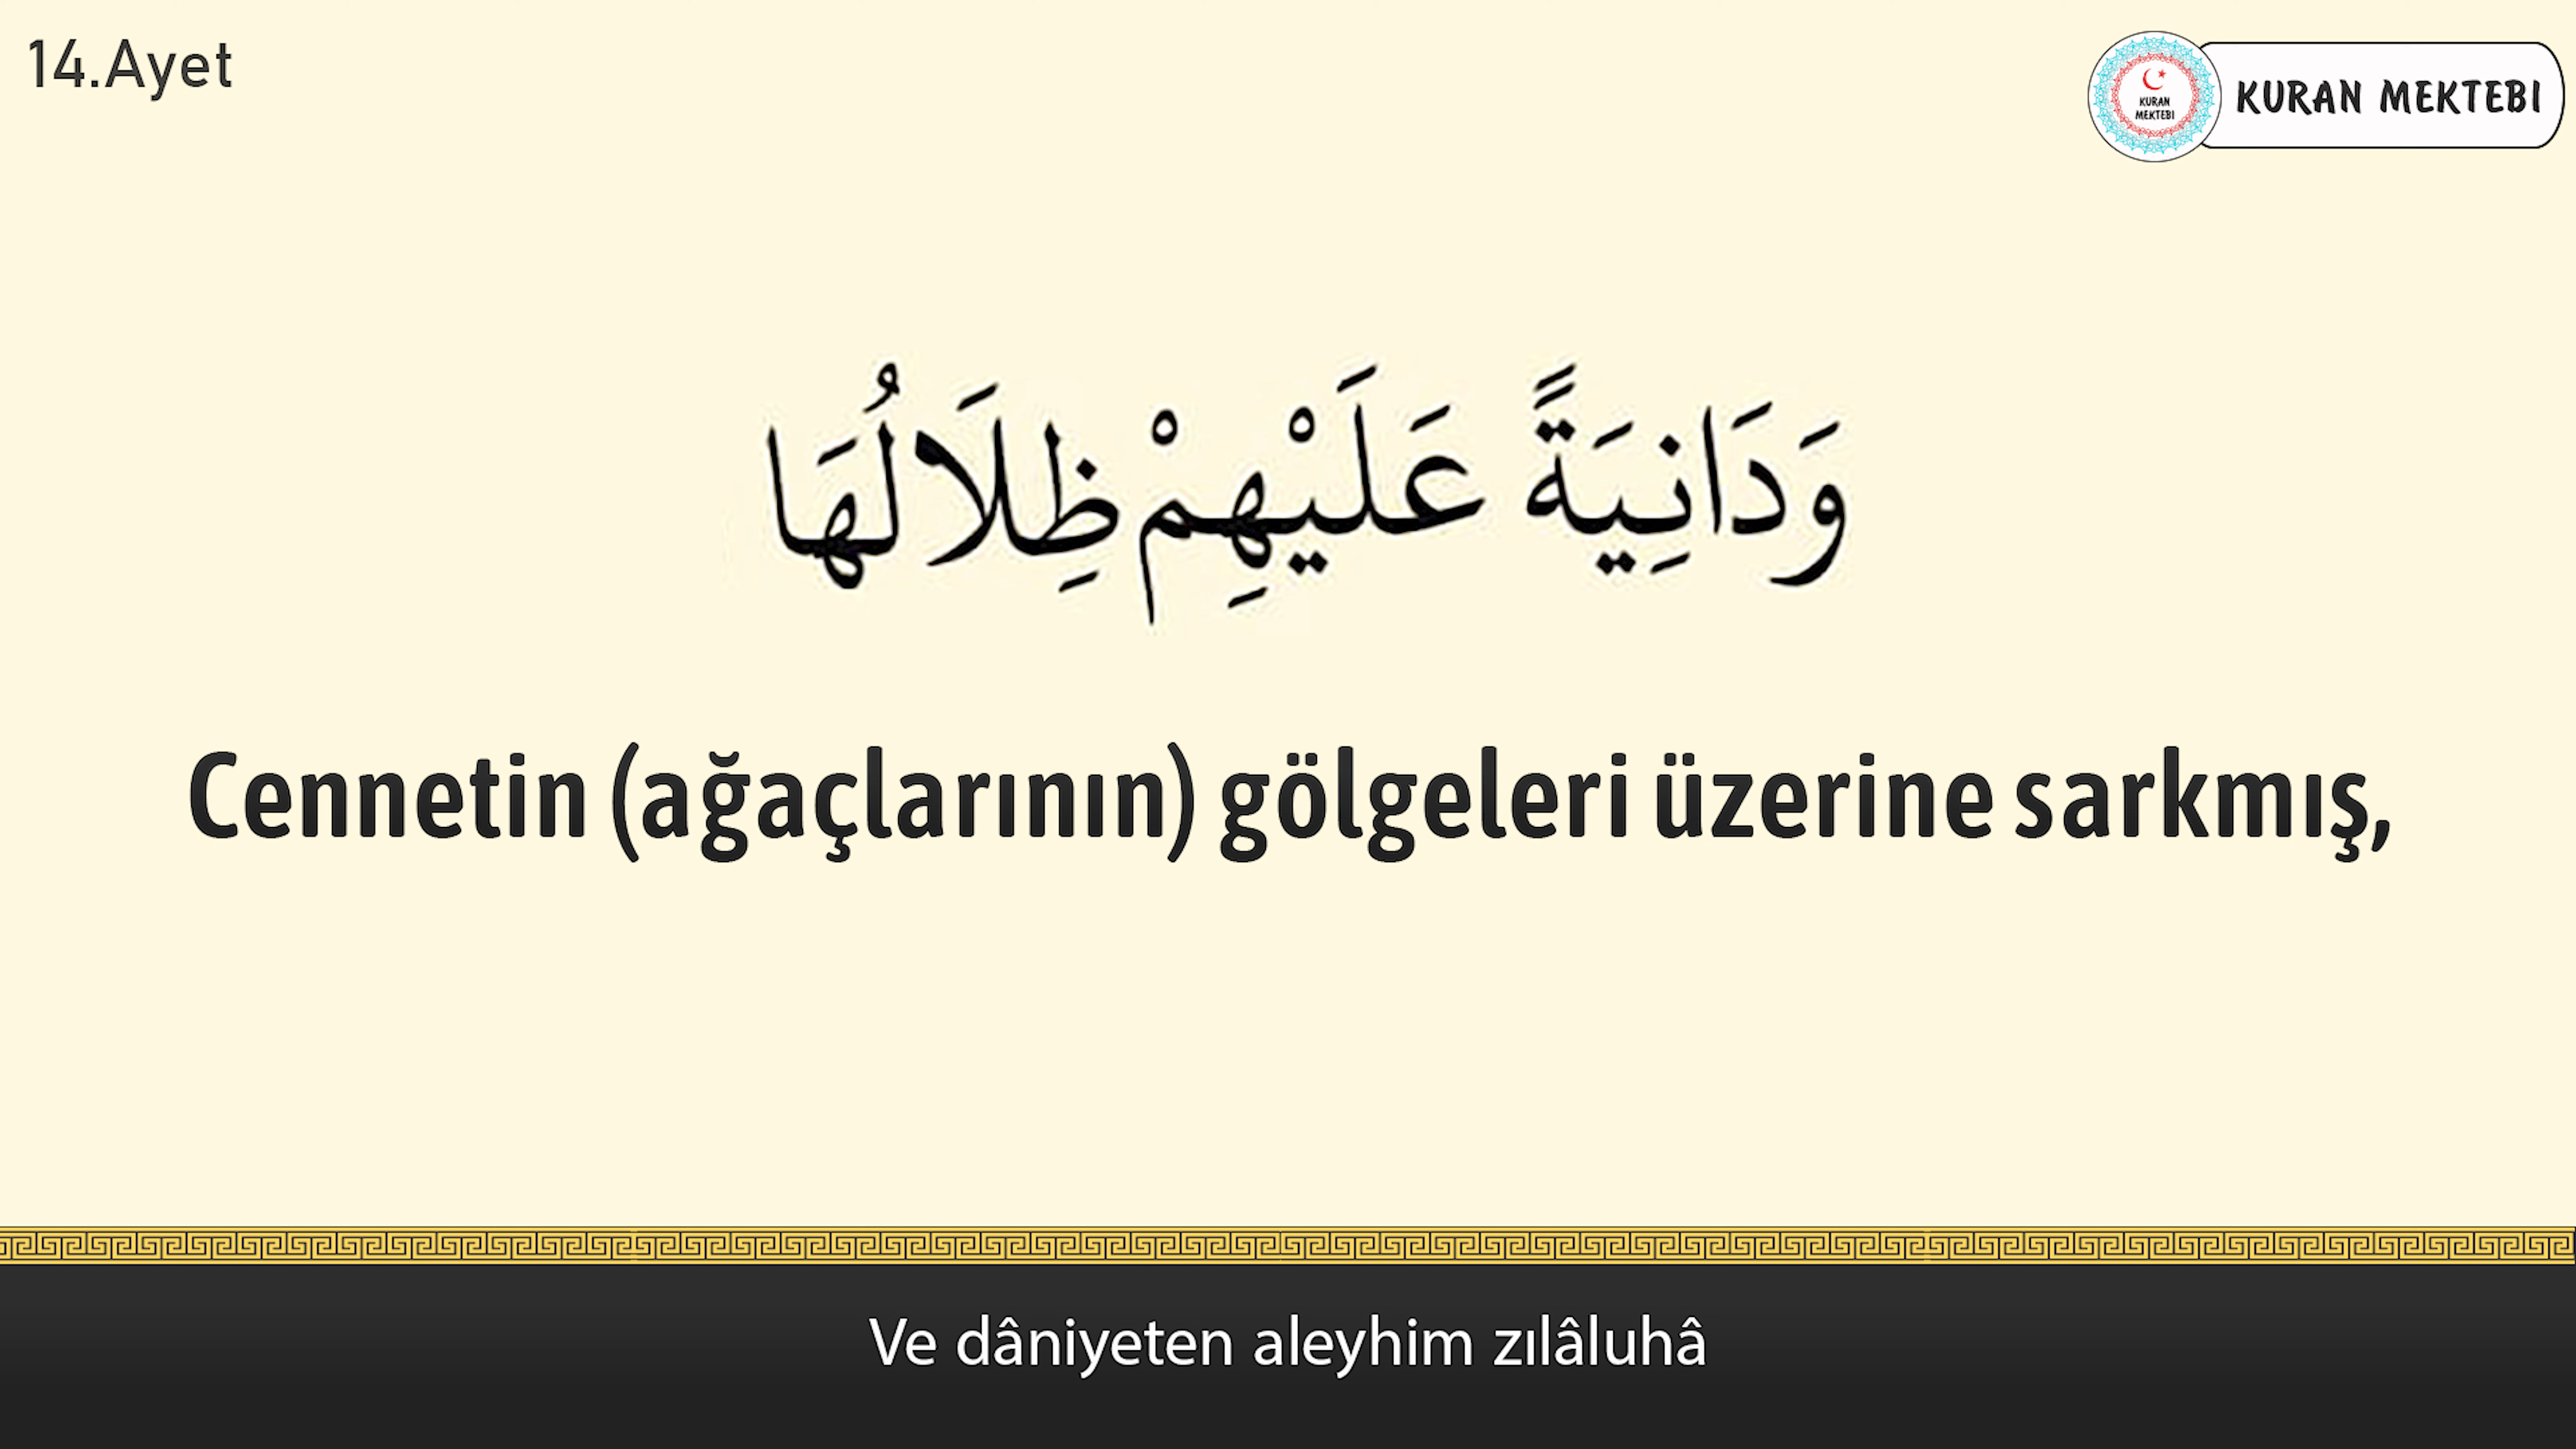 14.Ayet
KURAN
MEKTEBI
KURAN MEKTEBI
وَدَانِيَةً عَلَيْهِمْ ظِلَالُهَا
Cennetin (ağaçlarının) gölgeleri üzerine sarkmış,
Ve dâniyeten aleyhim zılâluhâ